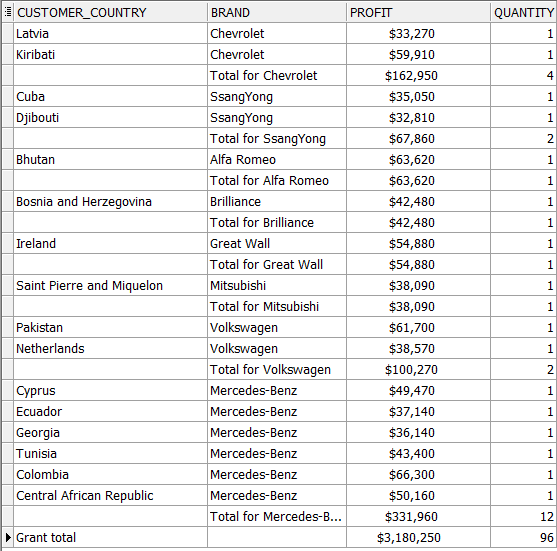 CUSTOMER_COUNTRY BRAND PROFIT QUANTITY
Latvia Chevrolet $33,270 1
Kiribati Chevrolet $59,910 1
Total for Chevrolet $162,950 4
Cuba SsangYong $35,050 1
Djibouti SsangYong $32,810 1
Total for SsangYong $67,860 2
Bhutan Alfa Romeo $63,620 1
Total for Alfa Romeo $63,620 1
Bosnia and Herzegovina Brilliance $42,480 1
Total for Brilliance $42,480 1
Ireland Great Wall $54,880 1
Total for Great Wall $54,880 1
Saint Pierre and Miquelon Mitsubishi $38,090 1
Total for Mitsubishi $38,090 1
Pakistan Volkswagen $61,700 1
Netherlands Volkswagen $38,570 1
Total for Volkswagen $100,270 2
Cyprus Mercedes-Benz $49,470 1
Ecuador Mercedes-Benz $37,140 1
Georgia Mercedes-Benz $36,140 1
Tunisia Mercedes-Benz $43,400 1
Colombia Mercedes-Benz $66,300 1
Central African Republic Mercedes-Benz $50,160 1
Total for Mercedes-B... $331,960 12
Grant total $3,180,250 96